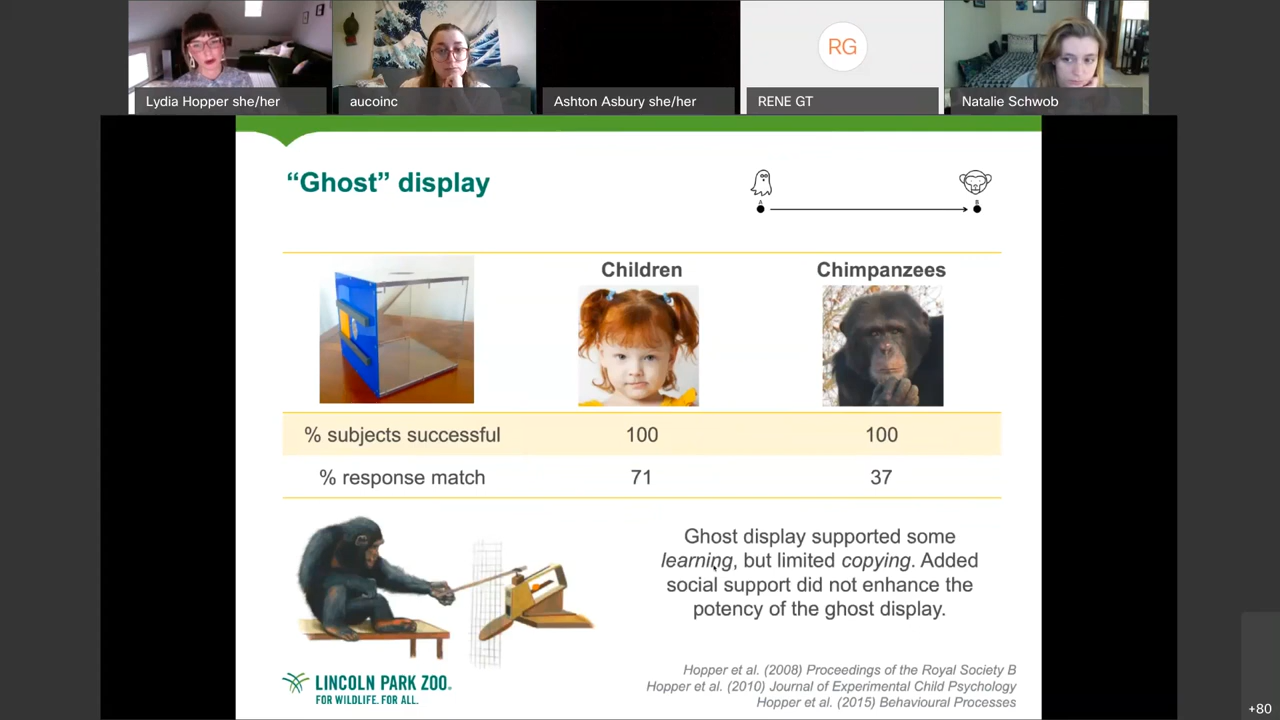 RG
Lydia Hopper she/her
aucoinc
Ashton Asbury she/her
RENE GT
Natalie Schwob
“Ghost” display
A
B
Children
Chimpanzees
% subjects successful 100 100
% response match 71 37
Ghost display supported some
learning, but limited copying. Added
social support did not enhance the
potency of the ghost display.
LINCOLN PARK ZOO.
FOR WILDLIFE. FOR ALL.
Hopper et al. (2008) Proceedings of the Royal Society B
Hopper et al. (2010) Journal of Experimental Child Psychology
Hopper et al. (2015) Behavioural Processes
+80